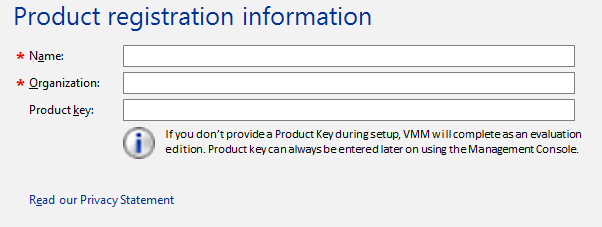 Product registration information
* Name:
* Organization:
Product key:
If you don't provide a Product Key during setup, VMM will complete as an evaluation
edition. Product key can always be entered later on using the Management Console.
Read our Privacy Statement